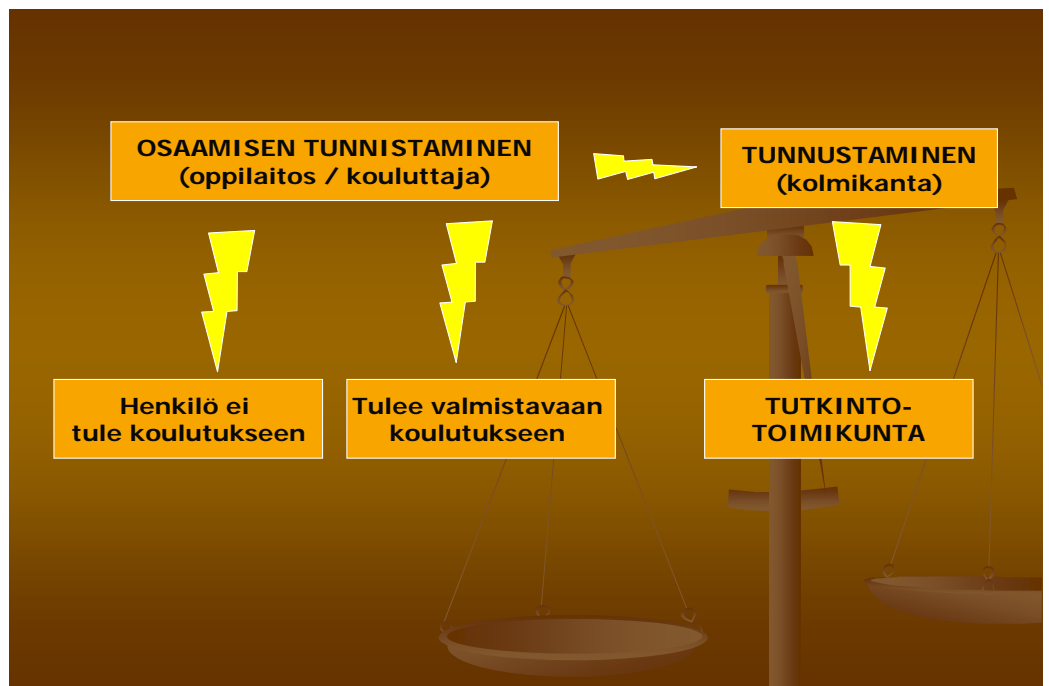 OSAAMISEN TUNNISTAMINEN
(oppilaitos / kouluttaja)
TUNNUSTAMINEN
(kolmikanta)
Henkilö ei
tule koulutukseen
Tulee valmistavaan
koulutukseen
TUTKINTO-
TOIMIKUNTA